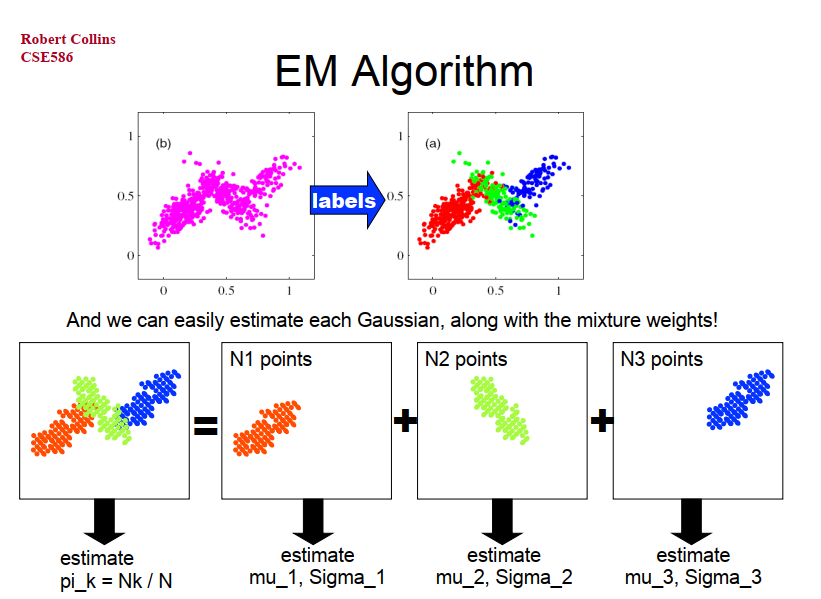 Robert Collins
CSE586
EM Algorithm
(b)
1
0.5
0
0
0.5
1
labels
(a)
1
0.5
0
0
0.5
1
And we can easily estimate each Gaussian, along with the mixture weights!
N1 points
N2 points
N3 points
=
+
+
estimate
pi_k = Nk / N
estimate
mu_1, Sigma_1
estimate
mu_2, Sigma_2
estimate
mu_3, Sigma_3